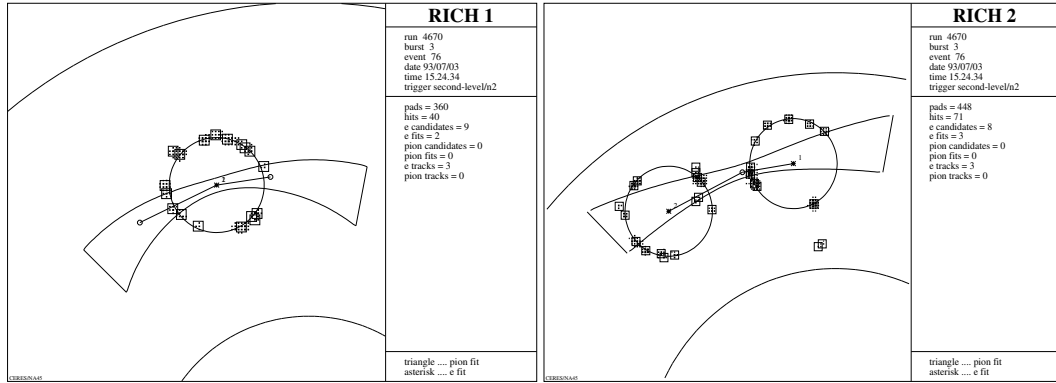 RICH 1
run 4670
burst 3
event 76
date 93/07/03
time 15.24.34
trigger second-level/n2
pads = 360
hits = 40
e candidates = 9
e fits = 2
pion candidates = 0
pion fits = 0
e tracks = 3
pion tracks = 0
2
triangle .... pion fit
asterisk .... e fit
CERES/NA45
RICH 2
run 4670
burst 3
event 76
date 93/07/03
time 15.24.34
trigger second-level/n2
pads = 448
hits = 71
e candidates = 8
e fits = 3
pion candidates = 0
pion fits = 0
e tracks = 3
pion tracks = 0
1
2
triangle .... pion fit
asterisk .... e fit
CERES/NA45